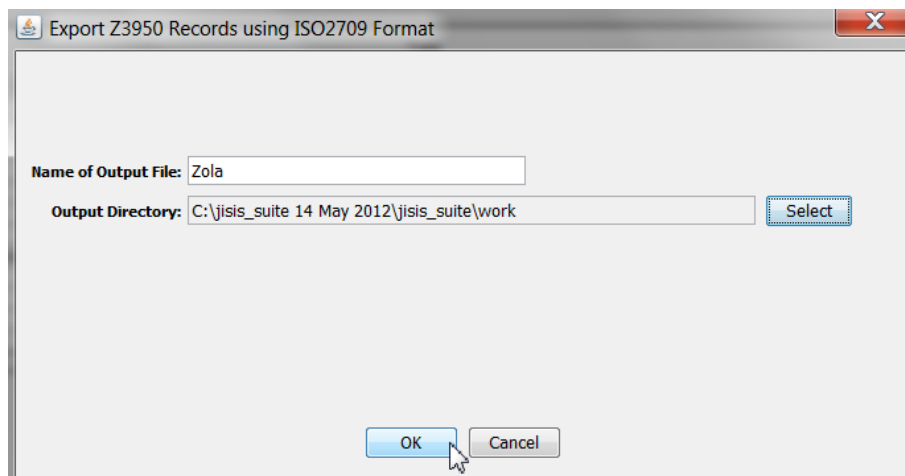 Export Z3950 Records using ISO2709 Format
Name of Output File: Zola
Output Directory: C:\jisis_suite 14 May 2012\jisis_suite\work Select
OK Cancel